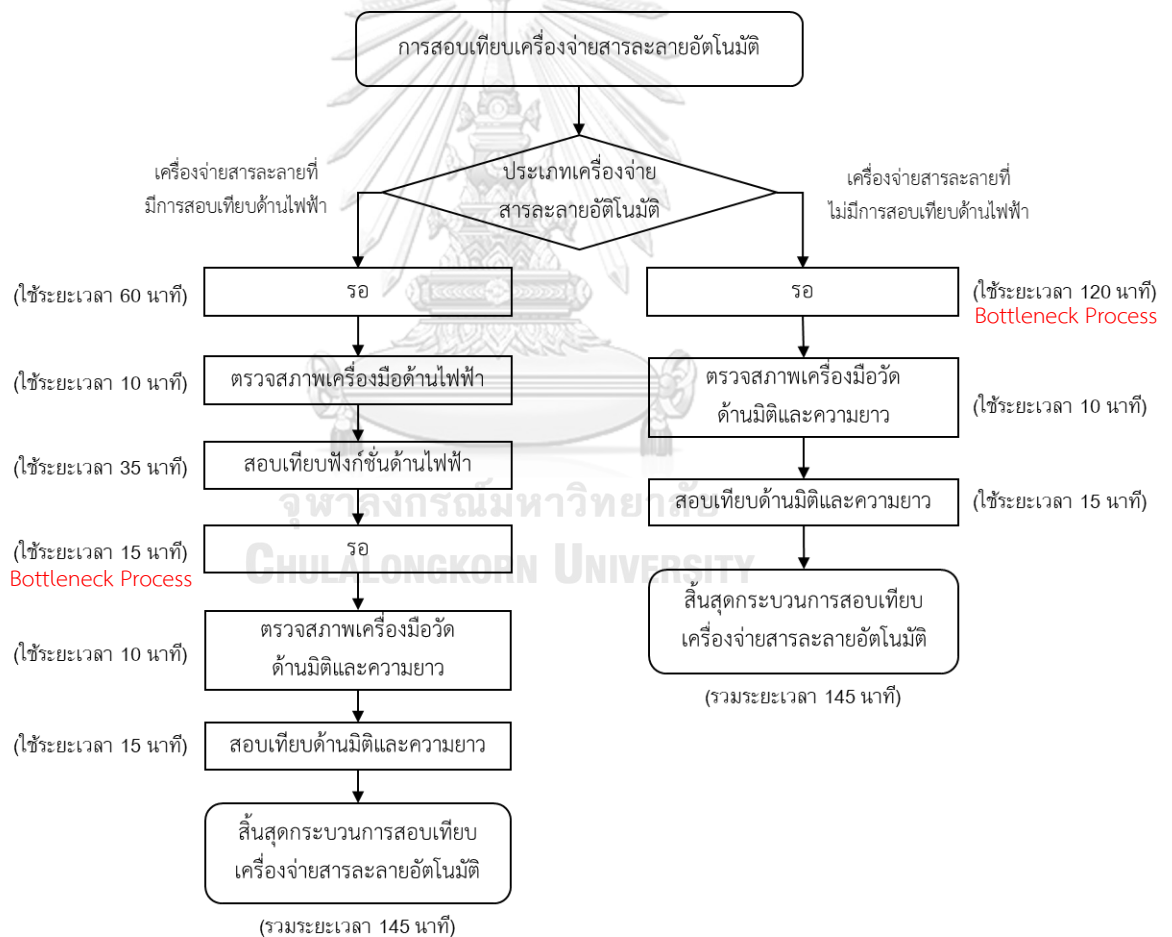 การสอบเทียบเครื่องจ่ายสารละลายอัตโนมัติ
ประเภทเครื่องจ่าย
สารละลายอัติโนมัติ
เครื่องจ่ายสารละลายที่
มีการสอบเทียบด้านไฟฟ้า
เครื่องจ่ายสารละลายที่
ไม่มีการสอบเทียบด้านไฟฟ้า
(ใช้ระยะเวลา 60 นาที)
รอ
(ใช้ระยะเวลา 10 นาที)
ตรวจสภาพเครื่องมือด้านไฟฟ้า
(ใช้ระยะเวลา 35 นาที)
สอบเทียบฟังก์ชั่นด้านไฟฟ้า
(ใช้ระยะเวลา 15 นาที)
Bottleneck Process
รอ
(ใช้ระยะเวลา 10 นาที)
ตรวจสภาพเครื่องมือวัด
ด้านมิติและความยาว
(ใช้ระยะเวลา 15 นาที)
สอบเทียบด้านมิติและความยาว
สิ้นสุดกระบวนการสอบเทียบ
เครื่องจ่ายสารละลายอัตโนมัติ
(รวมระยะเวลา 145 นาที)
รอ
(ใช้ระยะเวลา 120 นาที)
Bottleneck Process
ตรวจสภาพเครื่องมือวัด
ด้านมิติและความยาว
(ใช้ระยะเวลา 10 นาที)
สอบเทียบด้านมิติและความยาว
(ใช้ระยะเวลา 15 นาที)
สิ้นสุดกระบวนการสอบเทียบ
เครื่องจ่ายสารละลายอัตโนมัติ
(รวมระยะเวลา 145 นาที)
จุฬาลงกรณ์มหาวิทยาลัย
CHULALONGKORN UNIVERSITY